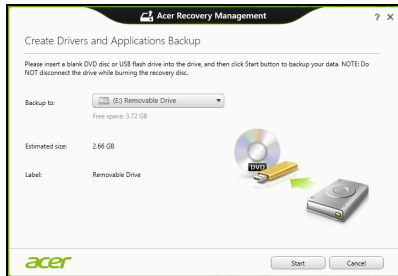 Acer Recovery Management
? X
Create Drivers and Applications Backup
Please insert a blank DVD disc or USB flash drive into the drive, and then click Start button to backup your data. NOTE: Do
NOT disconnect the drive while burning the recovery disc.
Backup to: (E:) Removable Drive
Free space: 3.72 GB
Estimated size: 2.66 GB
DVD
Label: Removable Drive
acer Start Cancel